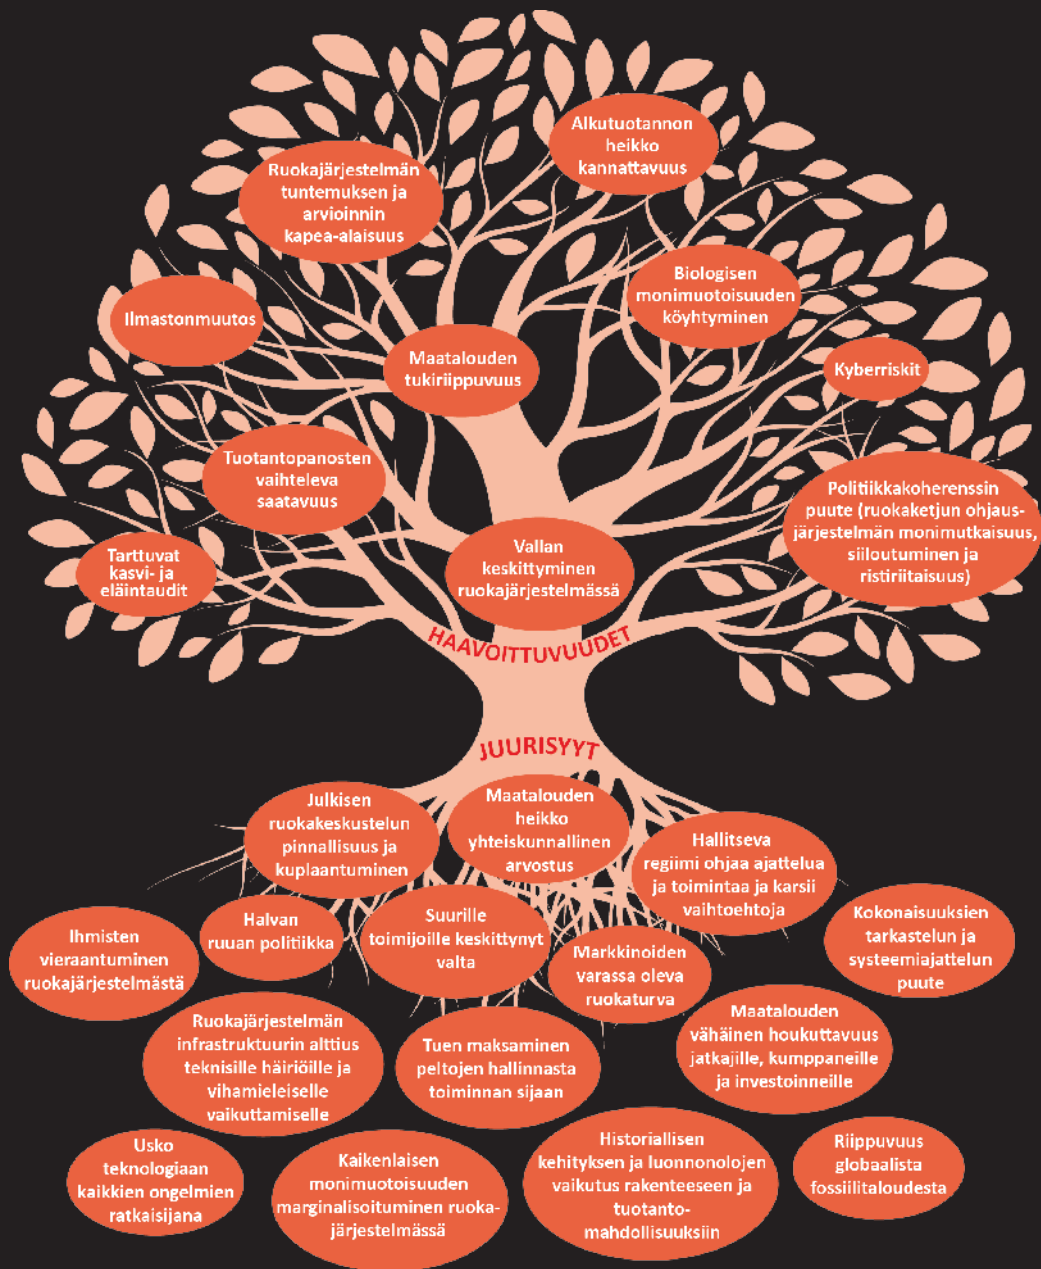 Alkutuotannon
heikko
kannattavuus
Ruokajärjestelmän
tuntemuksen ja
arvioinnin
kapea-alaisuus
Biologisen
monimuotoisuuden
köyhtyminen
Ilmastonmuutos
Maatalouden
tukiriippuvuus
Kyberriskit
Tuotantopanosten
vaihteleva
saatavuus
Politiikkakoherenssin
puute (ruokaketjun ohjaus-
järjestelmän monimutkaisuus,
siiloutuminen ja
ristiriitaisuus)
Tarttuvat
kasvi- ja
eläintaudit
Vallan
keskittyminen
ruokajärjestelmässä
HAAVOITTUVUUDET
JUURISYYT
Julkisen
ruokakeskustelun
pinnallisuus ja
kuplaantuminen
Maatalouden
heikko
yhteiskunnallinen
arvostus
Hallitseva
regiimi ohjaa ajattelua
ja toimintaa ja karsii
vaihtoehtoja
Ihmisten
vieraantuminen
ruokajärjestelmästä
Halvan
ruuan politiikka
Suurille
toimijoille keskittynyt
valta
Markkinoiden
varassa oleva
ruokaturva
Kokonaisuuksien
tarkastelun ja
systeemiajattelun
puute
Ruokajärjestelmän
infrastruktuurin alttius
teknisille häiriöille ja
vihamieleiselle
vaikuttamiselle
Tuen maksaminen
peltojen hallinnasta
toiminnan sijaan
Maatalouden
vähäinen houkuttavuus
jatkajille, kumppaneille
ja investoinneille
Usko
teknologiaan
kaikkien ongelmien
ratkaisijana
Kaikenlaisen
monimuotoisuuden
marginalisoituminen ruoka-
järjestelmässä
Historiallisen
kehityksen ja luonnonolojen
vaikutus rakenteeseen ja
tuotanto-
mahdollisuuksiin
Riippuvuus
globaalista
fossiilitaloudesta